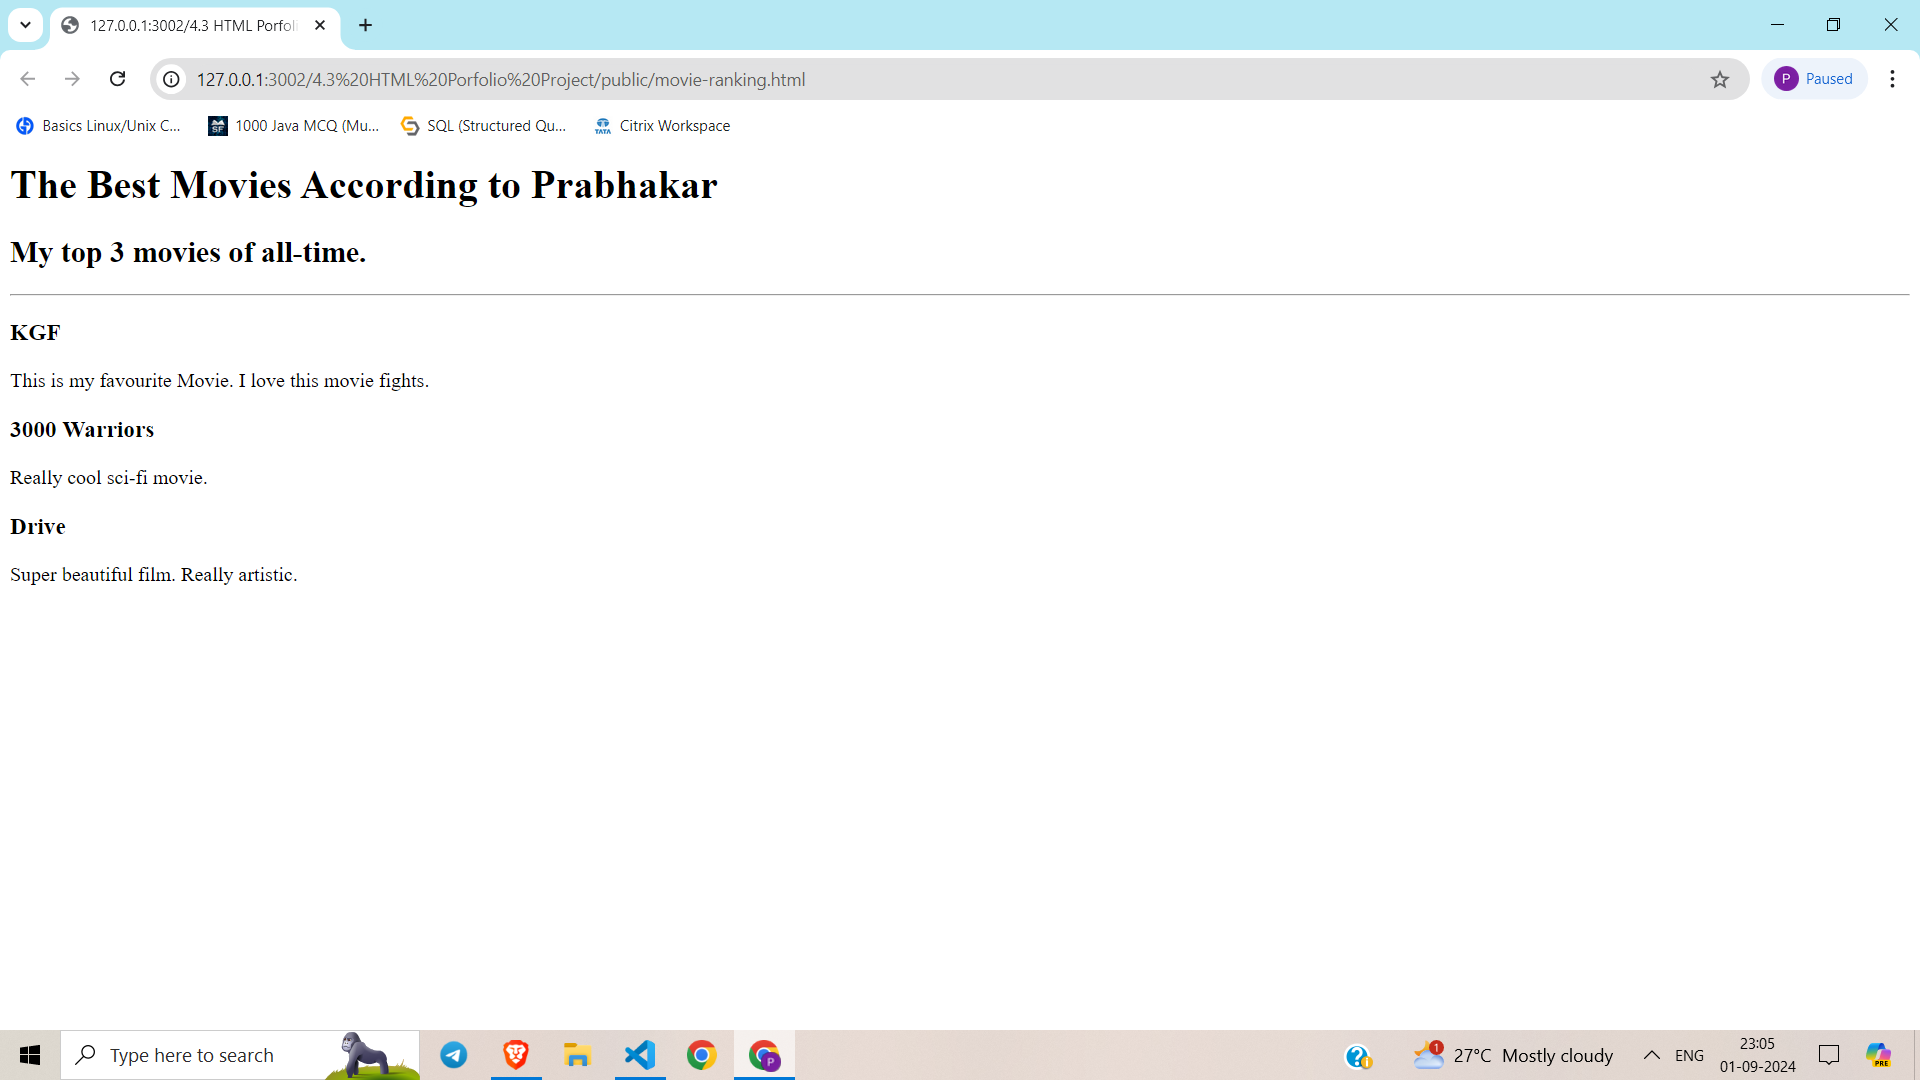 127.0.0.1:3002/4.3 HTML Porfoli
127.0.0.1:3002/4.3%20HTML%20Porfolio%20Project/public/movie-ranking.html
P Paused
Basics Linux/Unix C... 1000 Java MCQ (Mu... SQL (Structured Qu... TATA Citrix Workspace
The Best Movies According to Prabhakar
My top 3 movies of all-time.
KGF
This is my favourite Movie. I love this movie fights.
3000 Warriors
Really cool sci-fi movie.
Drive
Super beautiful film. Really artistic.
Type here to search P 1 27°C Mostly cloudy ENG 23:05 PRE
01-09-2024